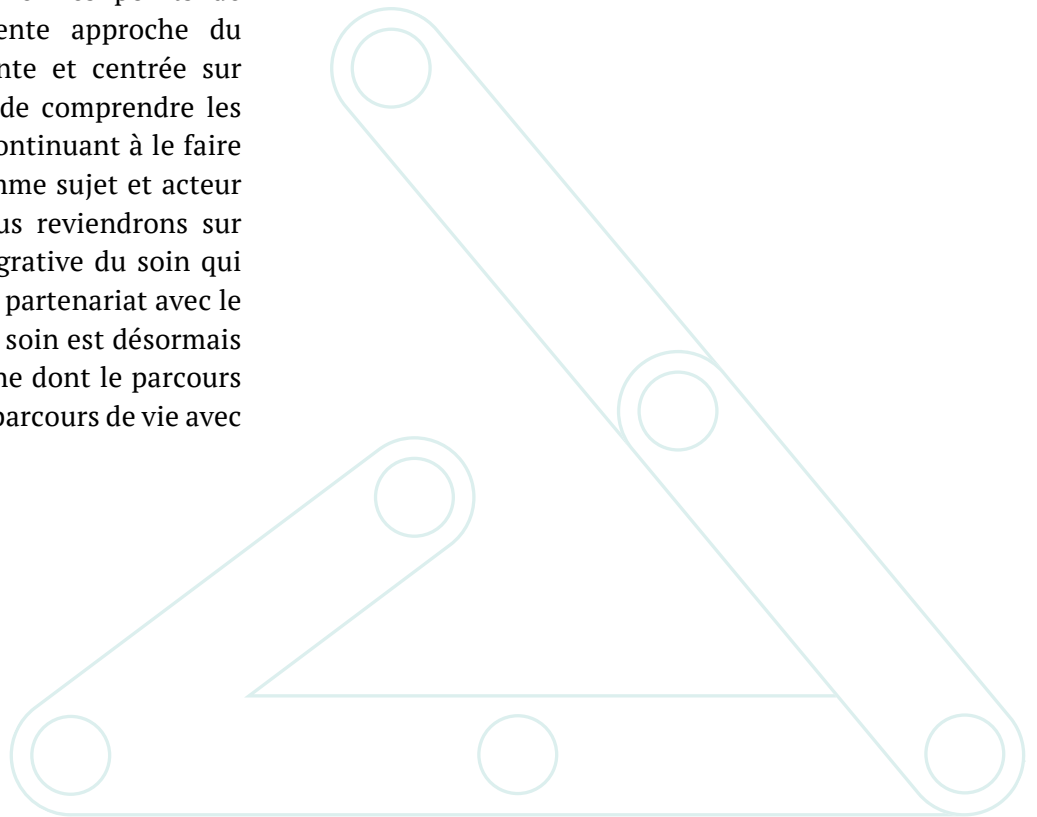 ente approche du
nte et centrée sur
de comprendre les
ontinuant à le faire
mme sujet et acteur
us reviendrons sur
grative du soin qui
partenariat avec le
soin est désormais
ne dont le parcours
parcours de vie avec